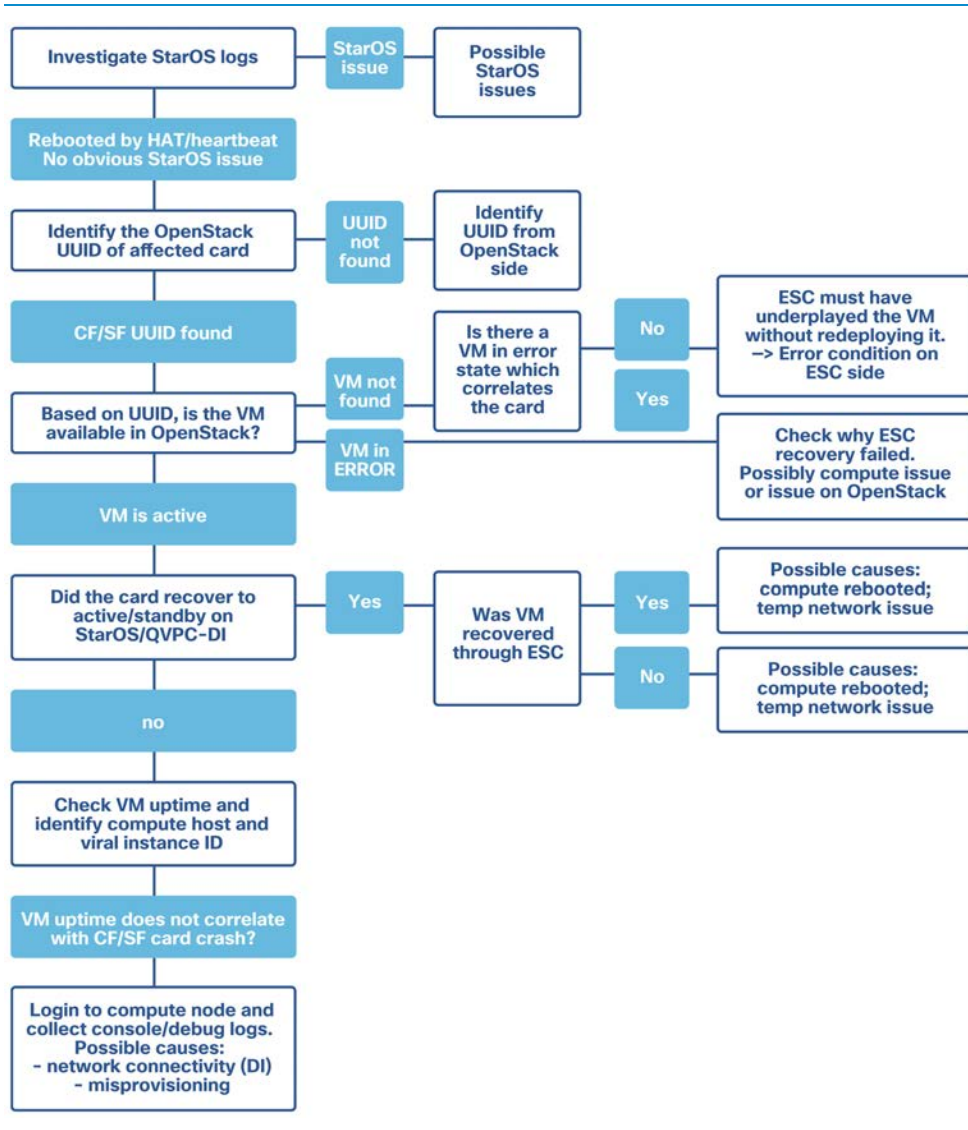 Investigate StarOS logs
StarOS
issue
Possible
StarOS
issues
Rebooted by HAT/heartbeat
No obvious StarOS issue
Identify the OpenStack
UUID of affected card
UUID
not
found
Identify
UUID from
OpenStack
side
CF/SF UUID found
Based on UUID, is the VM
available in OpenStack?
VM not
found
Is there a
VM in error
state which
correlates
the card
No
ESC must have
underplayed the VM
without redeploying it.
–> Error condition on
ESC side
Yes
VM in
ERROR
Check why ESC
recovery failed.
Possibly compute issue
or issue on OpenStack
VM is active
Did the card recover to
active/standby on
StarOS/QVPC-DI
Yes
Was VM
recovered
through ESC
Yes
Possible causes:
compute rebooted;
temp network issue
No
Possible causes:
compute rebooted;
temp network issue
no
Check VM uptime and
identify compute host and
viral instance ID
VM uptime does not correlate
with CF/SF card crash?
Login to compute node and
collect console/debug logs.
Possible causes:
- network connectivity (DI)
- misprovisioning